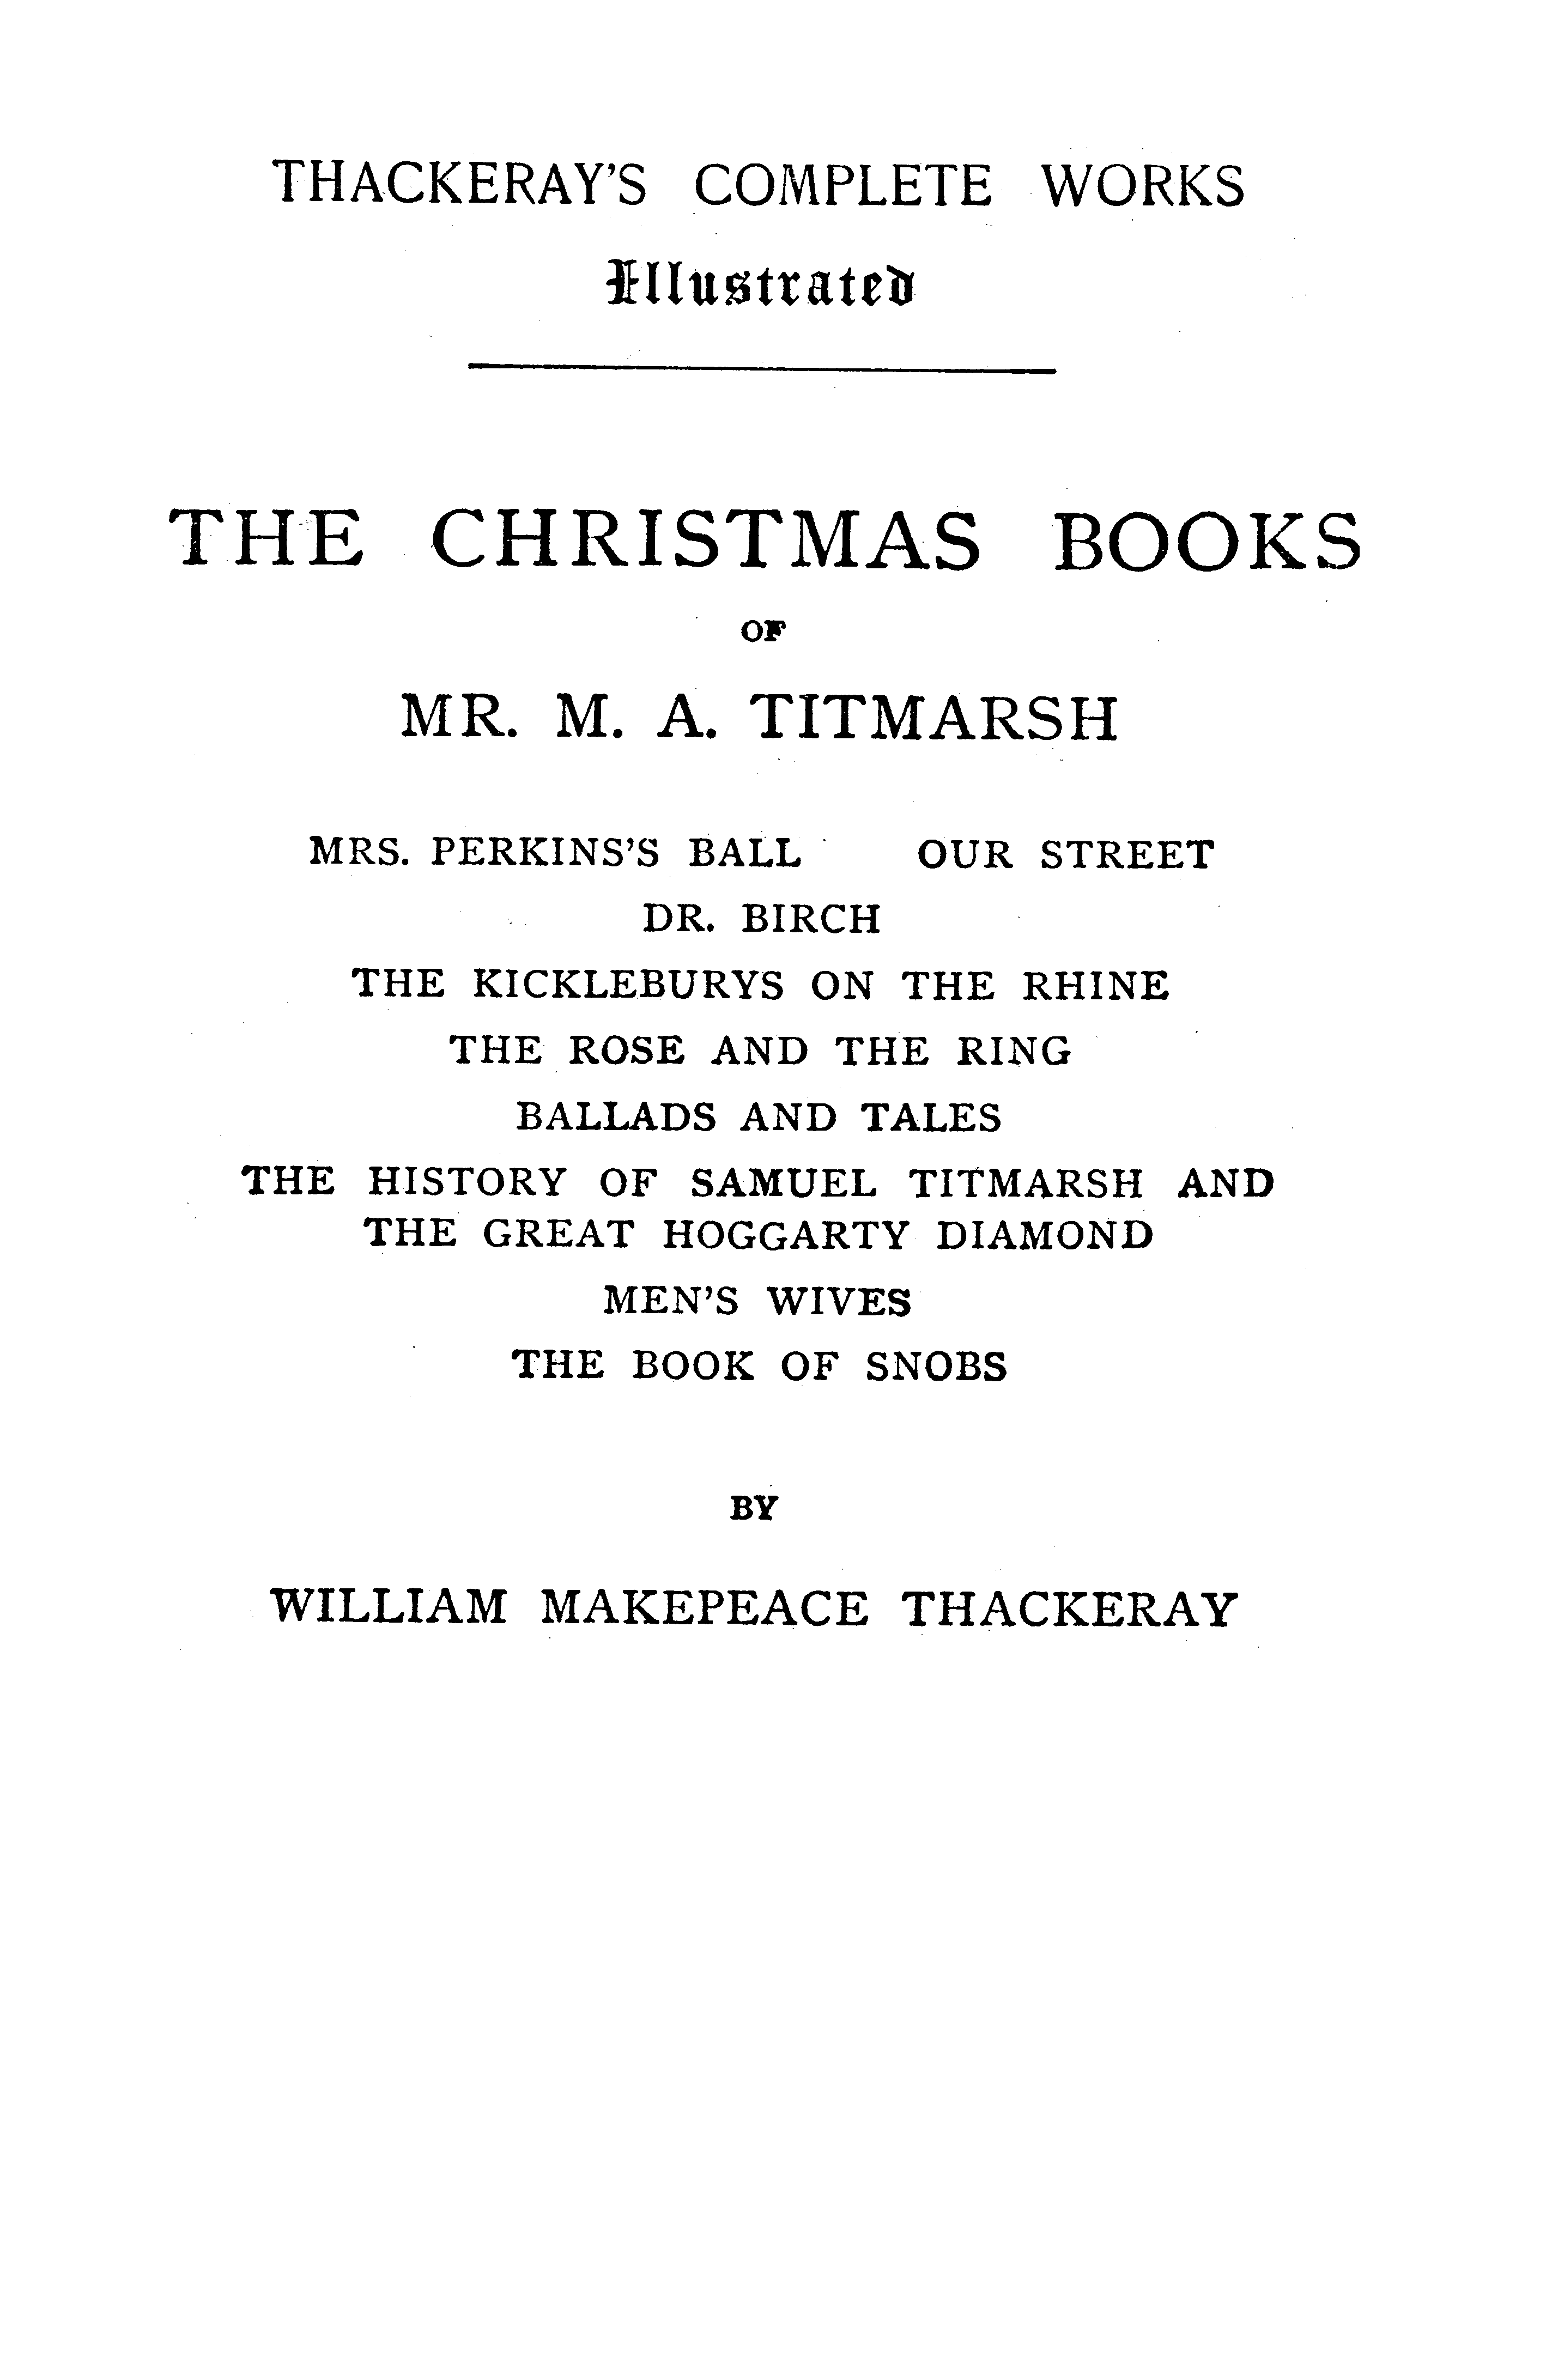 THACKERAY'S COMPLETE WORKS
Illustrated
THE CHRISTMAS BOOKS
OF
MR. M. A. TITMARSH
MRS. PERKINS'S BALL OUR STREET
DR. BIRCH
THE KICKLEBURYS ON THE RHINE
THE ROSE AND THE RING
BALLADS AND TALES
THE HISTORY OF SAMUEL TITMARSH AND
THE GREAT HOGGARTY DIAMOND
MEN'S WIVES
THE BOOK OF SNOBS
BY
WILLIAM MAKEPEACE THACKERAY